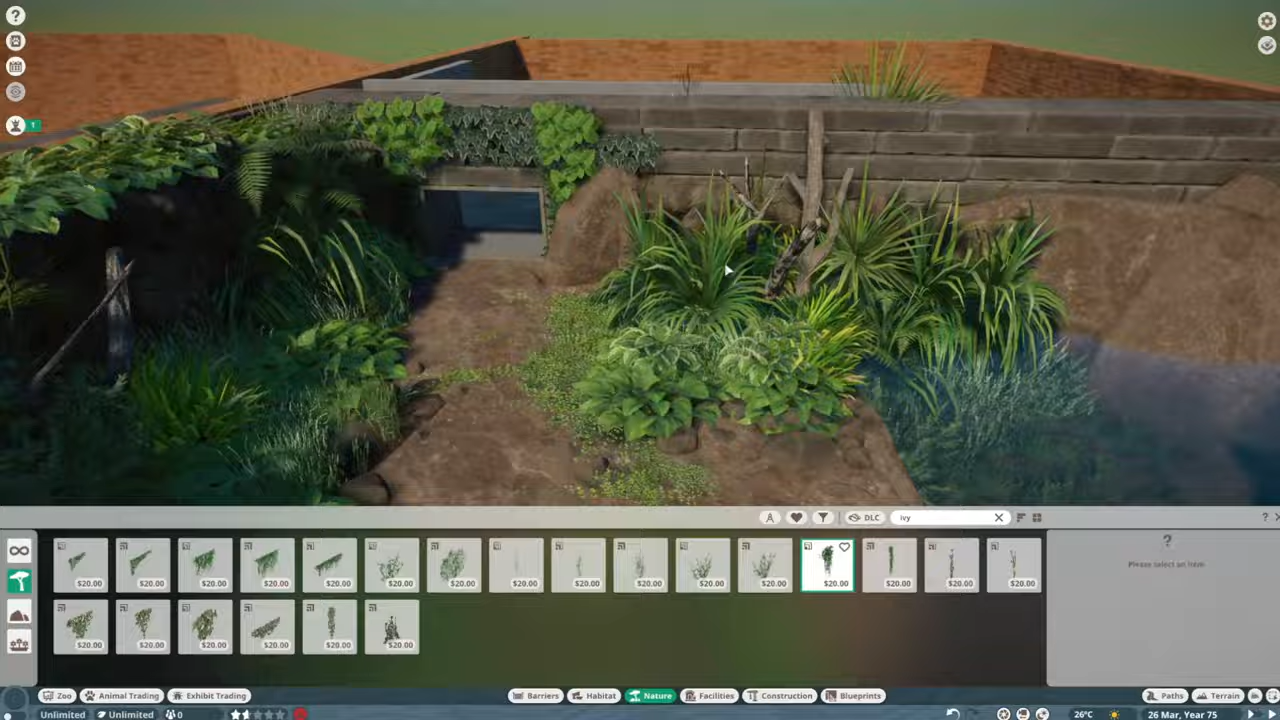 ?
1
A
DLC
ivy
?
$20.00 $20.00 $20.00 $20.00 $20.00 $20.00 $20.00 $20.00 $20.00 $20.00 $20.00 $20.00 $20.00 $20.00 $20.00 $20.00
$20.00 $20.00 $20.00 $20.00 $20.00 $20.00
?
Please select an item
Zoo Animal Trading Exhibit Trading Barriers Habitat Nature Facilities Construction Blueprints Paths Terrain
Unlimited Unlimited 0 26°C 26 Mar, Year 75